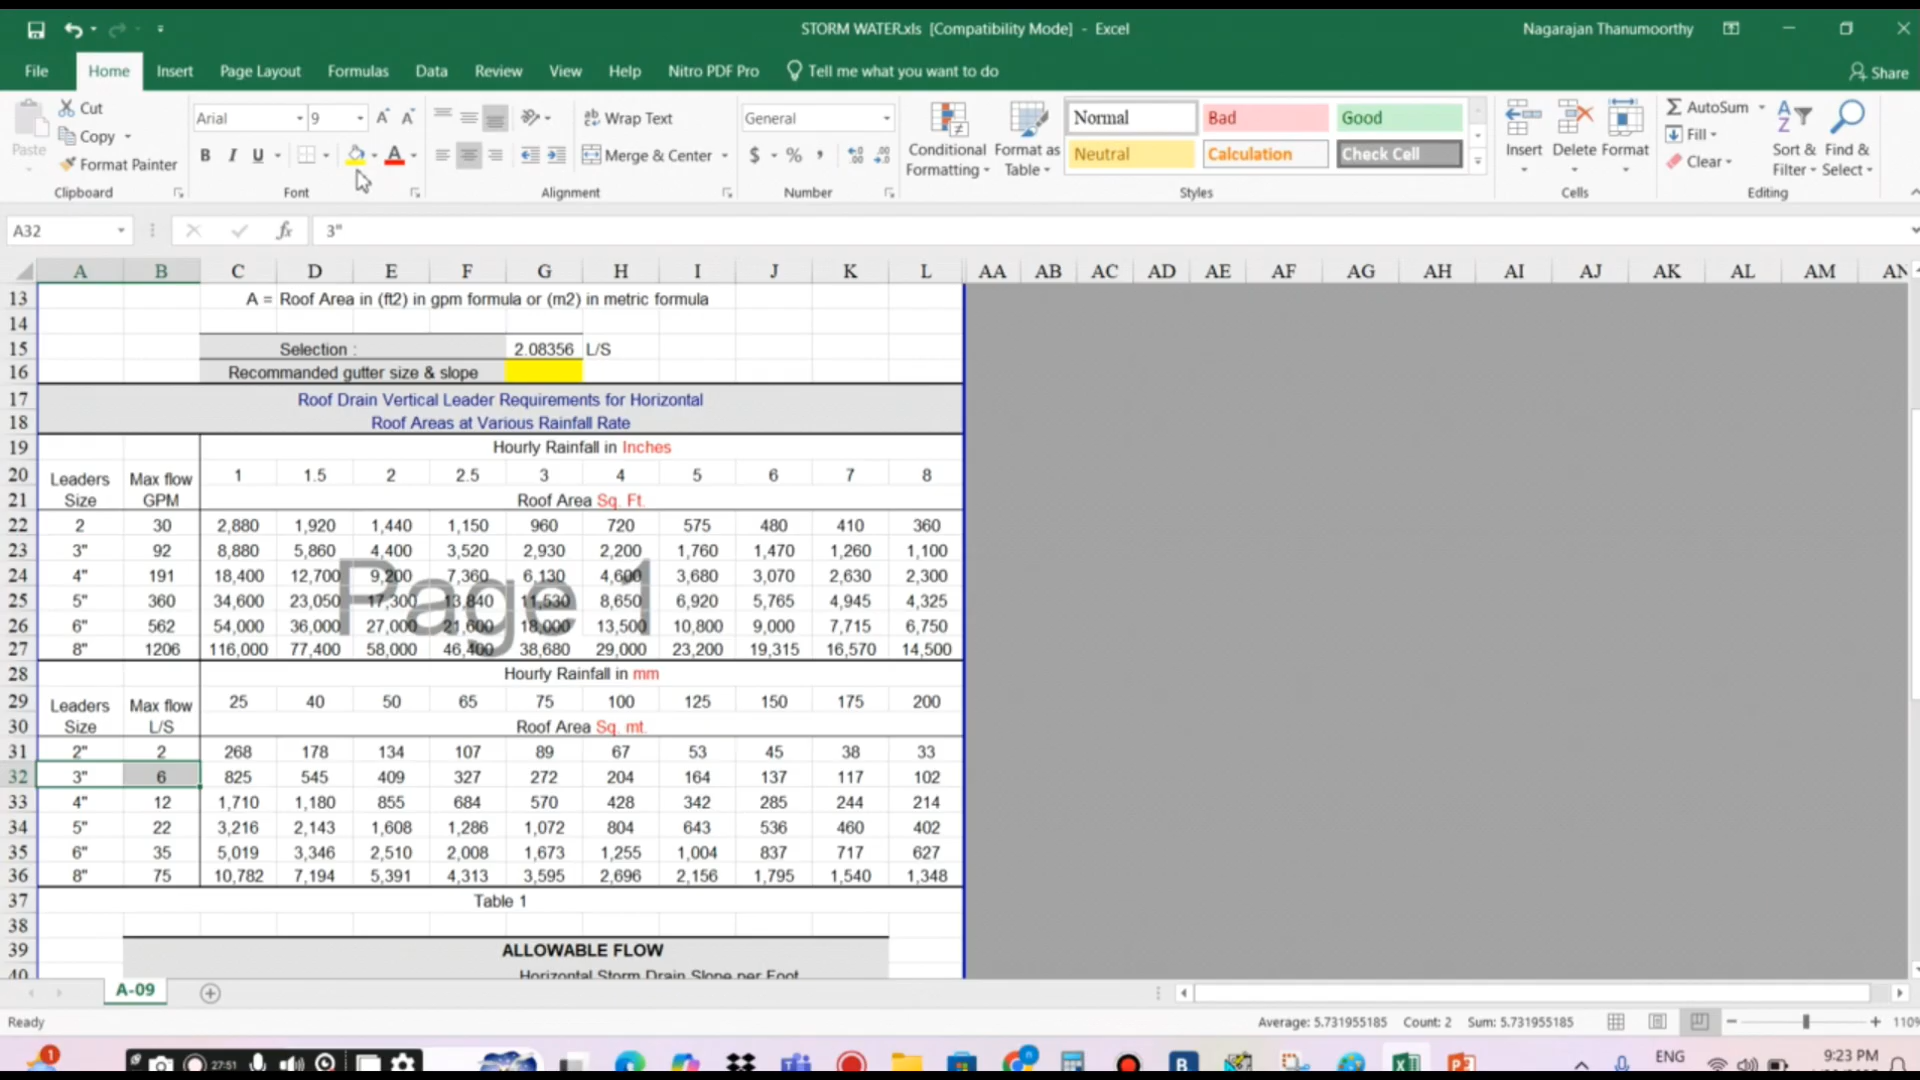 STORM WATER.xls [Compatibility Mode] - Excel
Nagarajan Thanumoorthy
File Home Insert Page Layout Formulas Data Review View Help Nitro PDF Pro Tell me what you want to do Share
Paste Cut Copy Format Painter
Arial 9
B I U A
Wrap Text
Merge & Center
General
$ % ,
Conditional Formatting
Format as Table
Normal Bad Good
Neutral Calculation Check Cell
Insert Delete Format
AutoSum
Fill
Clear
Sort & Filter
Find & Select
Clipboard Font Alignment Number Styles Cells Editing
A32 fx 3"
A B C D E F G H I J K L AA AB AC AD AE AF AG AH AI AJ AK AL AM AN
13 A = Roof Area in (ft2) in gpm formula or (m2) in metric formula
14
15 Selection : 2.08356 L/S
16 Recommanded gutter size & slope
17 Roof Drain Vertical Leader Requirements for Horizontal
18 Roof Areas at Various Rainfall Rate
19 Hourly Rainfall in Inches
20 Leaders Max flow 1 1.5 2 2.5 3 4 5 6 7 8
21 Size GPM Roof Area Sq. Ft.
22 2 30 2,880 1,920 1,440 1,150 960 720 575 480 410 360
23 3" 92 8,880 5,860 4,400 3,520 2,930 2,200 1,760 1,470 1,260 1,100
24 4" 191 18,400 12,700 9,200 7,360 6,130 4,600 3,680 3,070 2,630 2,300
25 5" 360 34,600 23,050 17,300 13,840 11,530 8,650 6,920 5,765 4,945 4,325
26 6" 562 54,000 36,000 27,000 21,600 18,000 13,500 10,800 9,000 7,715 6,750
27 8" 1206 116,000 77,400 58,000 46,400 38,680 29,000 23,200 19,315 16,570 14,500
Page 1
28 Hourly Rainfall in mm
29 Leaders Max flow 25 40 50 65 75 100 125 150 175 200
30 Size L/S Roof Area Sq. mt.
31 2" 2 268 178 134 107 89 67 53 45 38 33
32 3" 6 825 545 409 327 272 204 164 137 117 102
33 4" 12 1,710 1,180 855 684 570 428 342 285 244 214
34 5" 22 3,216 2,143 1,608 1,286 1,072 804 643 536 460 402
35 6" 35 5,019 3,346 2,510 2,008 1,673 1,255 1,004 837 717 627
36 8" 75 10,782 7,194 5,391 4,313 3,595 2,696 2,156 1,795 1,540 1,348
37 Table 1
38
39 ALLOWABLE FLOW
40 Horizontal Storm Drain Slope per Foot
A-09
Ready Average: 5.731955185 Count: 2 Sum: 5.731955185 110%
1 27:51 ENG 9:23 PM